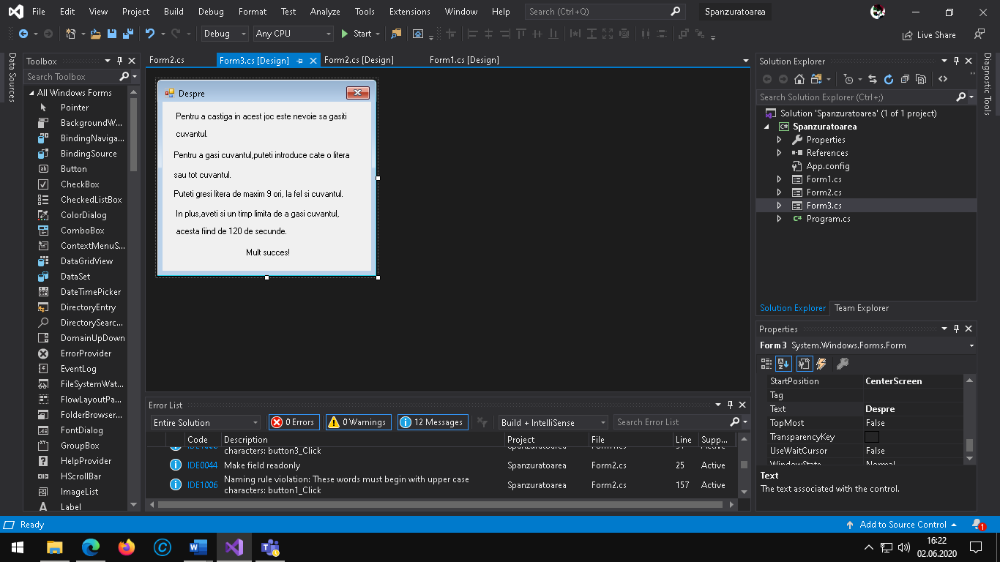 File Edit View Project Build Debug Format Test Analyze Tools Extensions Window Help Search (Ctrl+Q) Spanzuratoarea
Debug Any CPU Start Live Share
Data Sources
Toolbox
Search Toolbox
All Windows Forms
Pointer
BackgroundW...
BindingNaviga...
BindingSource
Button
CheckBox
CheckedListBox
ColorDialog
ComboBox
ContextMenuS...
DataGridView
DataSet
DateTimePicker
DirectoryEntry
DirectorySearc...
DomainUpDown
ErrorProvider
EventLog
FileSystemWat...
FlowLayoutPa...
FolderBrowser...
FontDialog
GroupBox
HelpProvider
HScrollBar
ImageList
Label
Form2.cs Form3.cs [Design] Form2.cs [Design] Form1.cs [Design]
Despre
Pentru a castiga in acest joc este nevoie sa gasiti
cuvantul.
Pentru a gasi cuvantul,puteti introduce cate o litera
sau tot cuvantul.
Puteti gresi litera de maxim 9 ori, la fel si cuvantul.
In plus,aveti si un timp limita de a gasi cuvantul,
acesta fiind de 120 de secunde.
Mult succes!
Error List
Entire Solution 0 Errors 0 Warnings 12 Messages Build + IntelliSense Search Error List
Code Description Project File Line Supp...
characters: button3_Click
IDE0044 Make field readonly Spanzuratoarea Form2.cs 25 Active
IDE1006 Naming rule violation: These words must begin with upper case characters: button1_Click Spanzuratoarea Form2.cs 157 Active
Solution Explorer
Search Solution Explorer (Ctrl+;)
Solution 'Spanzuratoarea' (1 of 1 project)
Spanzuratoarea
Properties
References
App.config
Form1.cs
Form2.cs
Form3.cs
Program.cs
Solution Explorer Team Explorer
Properties
Form3 System.Windows.Forms.Form
StartPosition CenterScreen
Tag
Text Despre
TopMost False
TransparencyKey
UseWaitCursor False
WindowState Normal
Text
The text associated with the control.
Diagnostic Tools
Ready Add to Source Control 1
16:22
02.06.2020